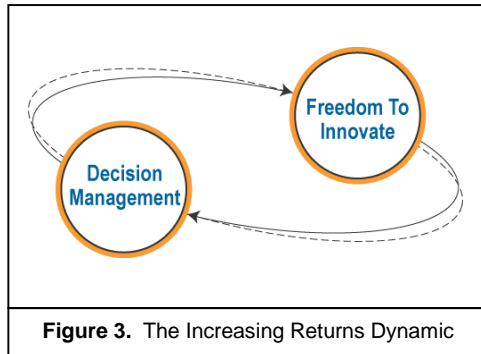 Freedom To
Innovate
Decision
Management
Figure 3. The Increasing Returns Dynamic